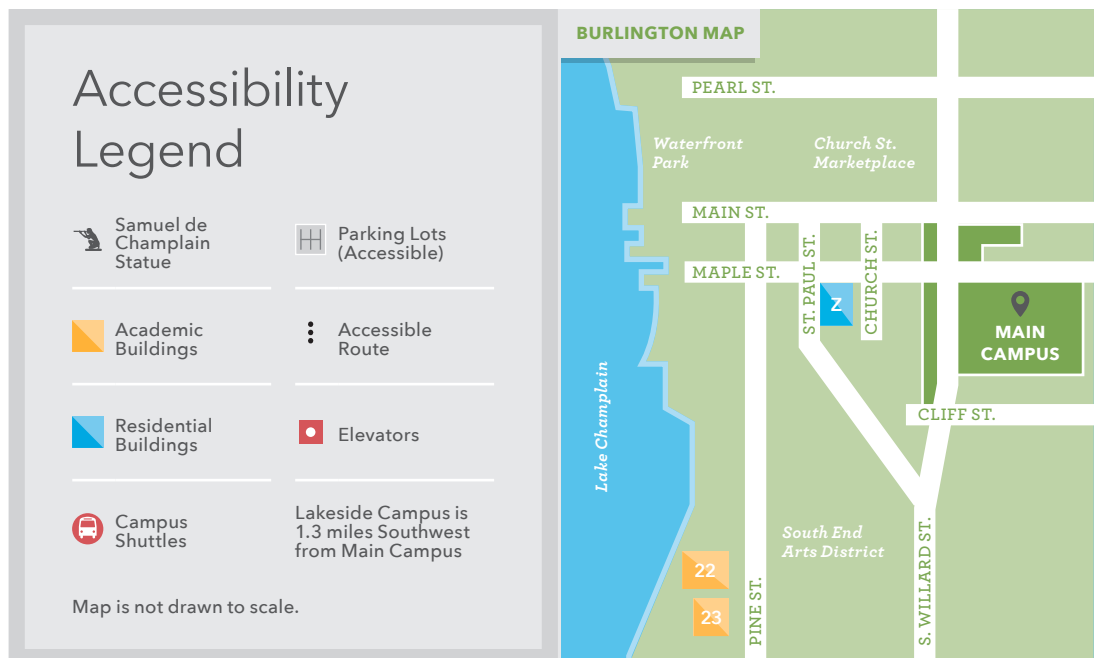 Accessibility
Legend
Samuel de
Champlain
Statue
Parking Lots
(Accessible)
Academic
Buildings
Accessible
Route
Residential
Buildings
Elevators
Campus
Shuttles
Lakeside Campus is
1.3 miles Southwest
from Main Campus
Map is not drawn to scale.
BURLINGTON MAP
PEARL ST.
Waterfront
Park
Church St.
Marketplace
MAIN ST.
MAPLE ST.
ST. PAUL ST.
CHURCH ST.
Z
MAIN
CAMPUS
CLIFF ST.
Lake Champlain
South End
Arts District
22
23
PINE ST.
S. WILLARD ST.